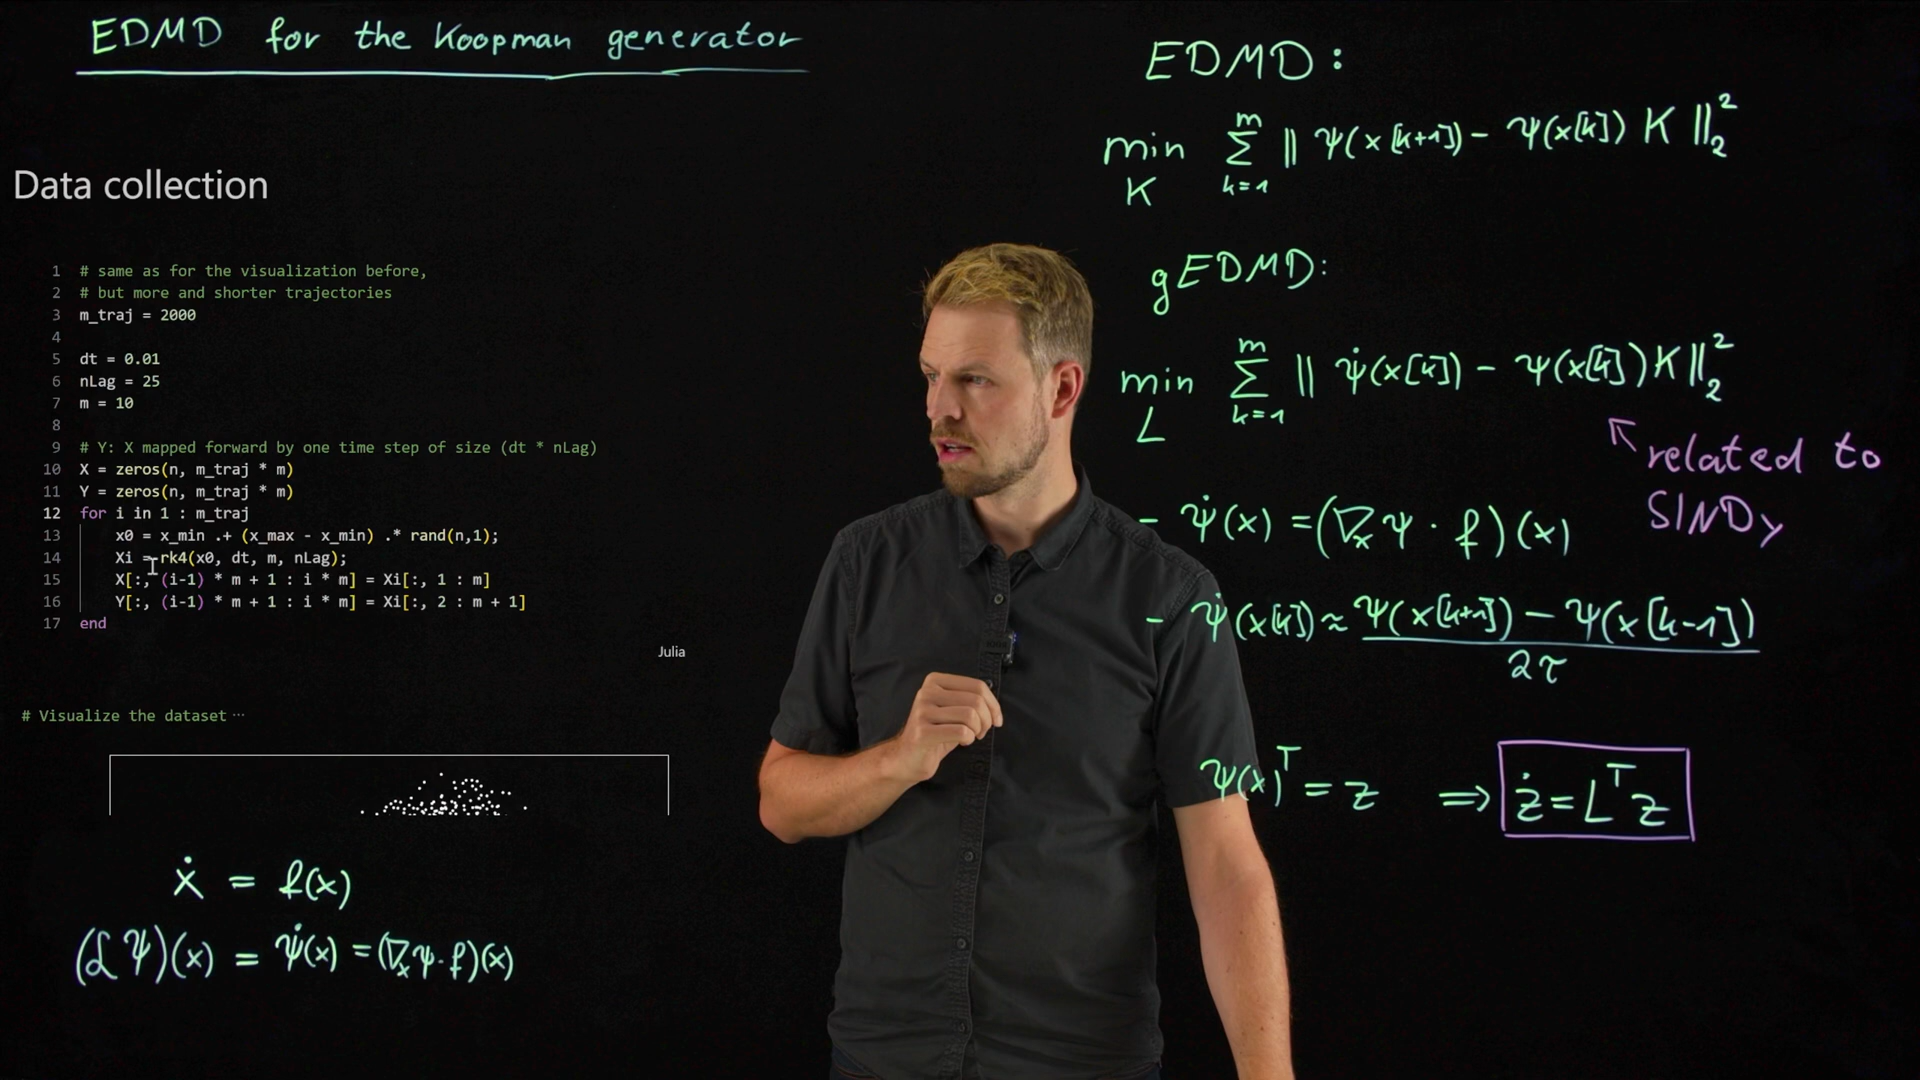 EDMD for the Koopman generator
Data collection
1 # same as for the visualization before,
2 # but more and shorter trajectories
3 m_traj = 2000
4
5 dt = 0.01
6 nLag = 25
7 m = 10
8
9 # Y: X mapped forward by one time step of size (dt * nLag)
10 X = zeros(n, m_traj * m)
11 Y = zeros(n, m_traj * m)
12 for i in 1 : m_traj
13 x0 = x_min .+ (x_max - x_min) .* rand(n,1);
14 Xi = rk4(x0, dt, m, nLag);
15 X[:, (i-1) * m + 1 : i * m] = Xi[:, 1 : m]
16 Y[:, (i-1) * m + 1 : i * m] = Xi[:, 2 : m + 1]
17 end
Julia
# Visualize the dataset ···
ẋ = f(x)
(ℒψ)(x) = ψ̇(x) = (∇ₓψ · f)(x)
EDMD:
min_K Σ_{k=1}^{m} ‖ψ(x[k+1]) − ψ(x[k]) K‖₂²
gEDMD:
min_L Σ_{k=1}^{m} ‖ψ̇(x[k]) − ψ(x[k]) K‖₂²
↖ related to
SINDy
− ψ̇(x) = (∇ₓψ · f)(x)
− ψ̇(x[k]) ≈ (ψ(x[k+1]) − ψ(x[k−1])) / 2τ
ψ(x)ᵀ = z ⇒ ż = Lᵀz